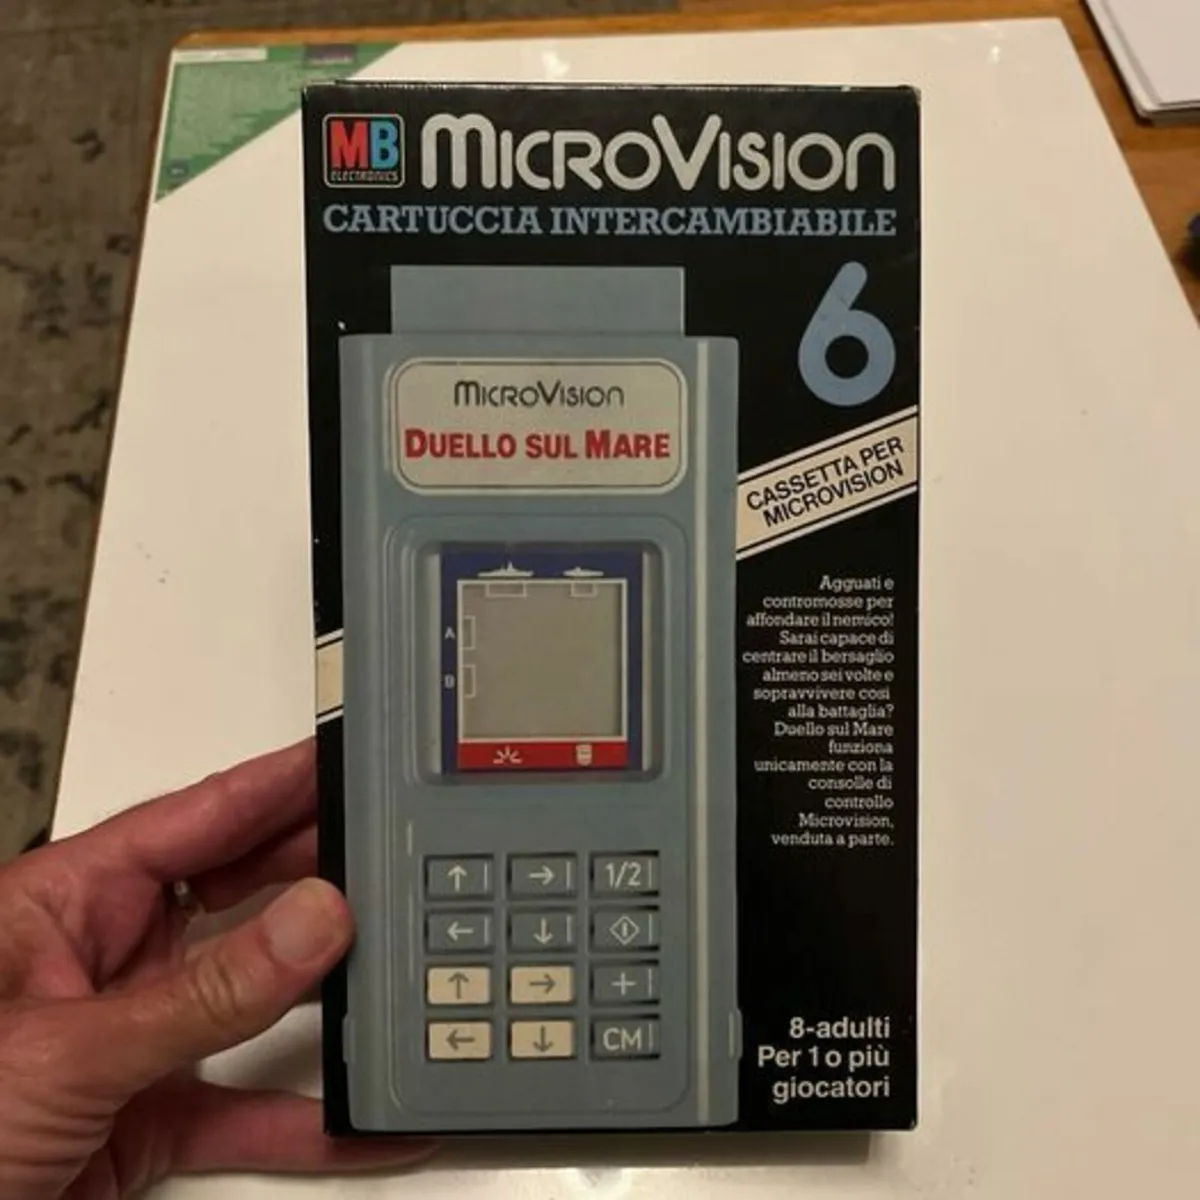 MB
ELECTRONICS
MICROVISION
CARTUCCIA INTERCAMBIABILE
6
MICROVISION
DUELLO SUL MARE
CASSETTA PER
MICROVISION
Agguati e
contromosse per
affondare il nemico!
Sarai capace di
centrare il bersaglio
almeno sei volte e
sopravvivere cosi
alla battaglia?
Duello sul Mare
funziona
unicamente con la
consolle di
controllo
Microvision,
venduta a parte.
A
B
↑ → 1/2
← ↓
↑ → +
← ↓ CM
8-adulti
Per 1 o più
giocatori